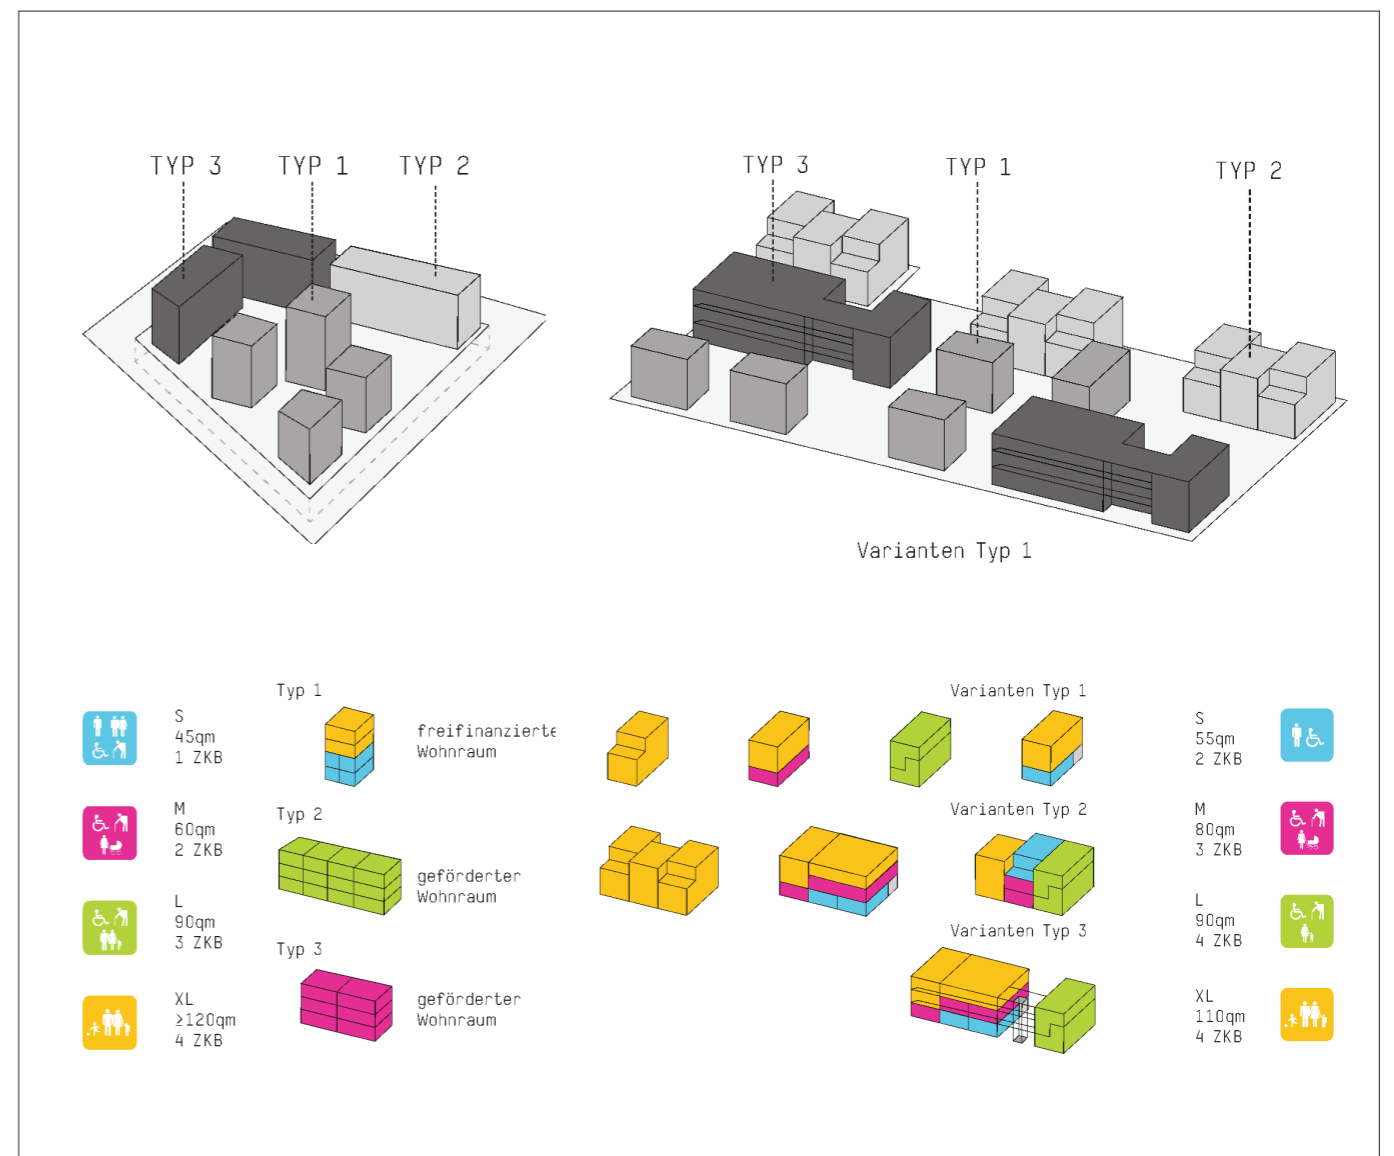 TYP 3
TYP 1
TYP 2
TYP 3
TYP 1
TYP 2
Varianten Typ 1
S
45qm
1 ZKB
M
60qm
2 ZKB
L
90qm
3 ZKB
XL
≥120qm
4 ZKB
Typ 1
freifinanzierte
Wohnraum
Typ 2
geförderter
Wohnraum
Typ 3
geförderter
Wohnraum
Varianten Typ 1
Varianten Typ 2
Varianten Typ 3
S
55qm
2 ZKB
M
80qm
3 ZKB
L
90qm
4 ZKB
XL
110qm
4 ZKB